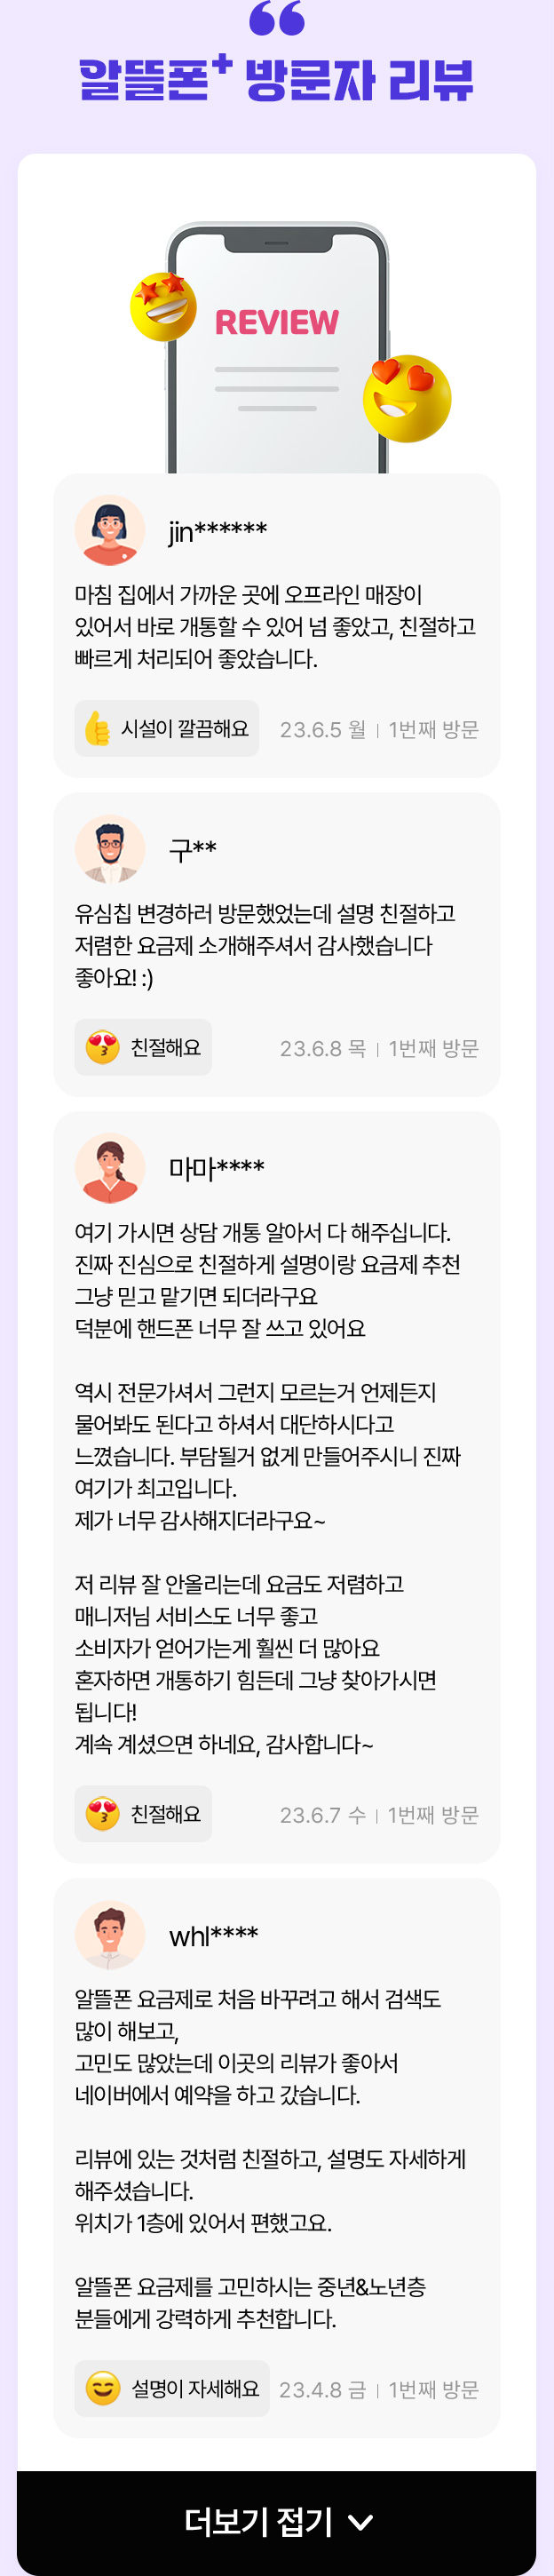 알뜰폰+ 방문자 리뷰
REVIEW
jin******
마침 집에서 가까운 곳에 오프라인 매장이
있어서 바로 개통할 수 있어 넘 좋았고, 친절하고
빠르게 처리되어 좋았습니다.
시설이 깔끔해요 23.6.5 월 | 1번째 방문
구**
유심칩 변경하러 방문했었는데 설명 친절하고
저렴한 요금제 소개해주셔서 감사했습니다
좋아요! :)
친절해요 23.6.8 목 | 1번째 방문
마마****
여기 가시면 상담 개통 알아서 다 해주십니다.
진짜 진심으로 친절하게 설명이랑 요금제 추천
그냥 믿고 맡기면 되더라구요
덕분에 핸드폰 너무 잘 쓰고 있어요
역시 전문가셔서 그런지 모르는거 언제든지
물어봐도 된다고 하셔서 대단하시다고
느꼈습니다. 부담될거 없게 만들어주시니 진짜
여기가 최고입니다.
제가 너무 감사해지더라구요~
저 리뷰 잘 안올리는데 요금도 저렴하고
매니저님 서비스도 너무 좋고
소비자가 얻어가는게 훨씬 더 많아요
혼자하면 개통하기 힘든데 그냥 찾아가시면
됩니다!
계속 계셨으면 하네요, 감사합니다~
친절해요 23.6.7 수 | 1번째 방문
whl****
알뜰폰 요금제로 처음 바꾸려고 해서 검색도
많이 해보고,
고민도 많았는데 이곳의 리뷰가 좋아서
네이버에서 예약을 하고 갔습니다.
리뷰에 있는 것처럼 친절하고, 설명도 자세하게
해주셨습니다.
위치가 1층에 있어서 편했고요.
알뜰폰 요금제를 고민하시는 중년&노년층
분들에게 강력하게 추천합니다.
설명이 자세해요 23.4.8 금 | 1번째 방문
더보기 접기